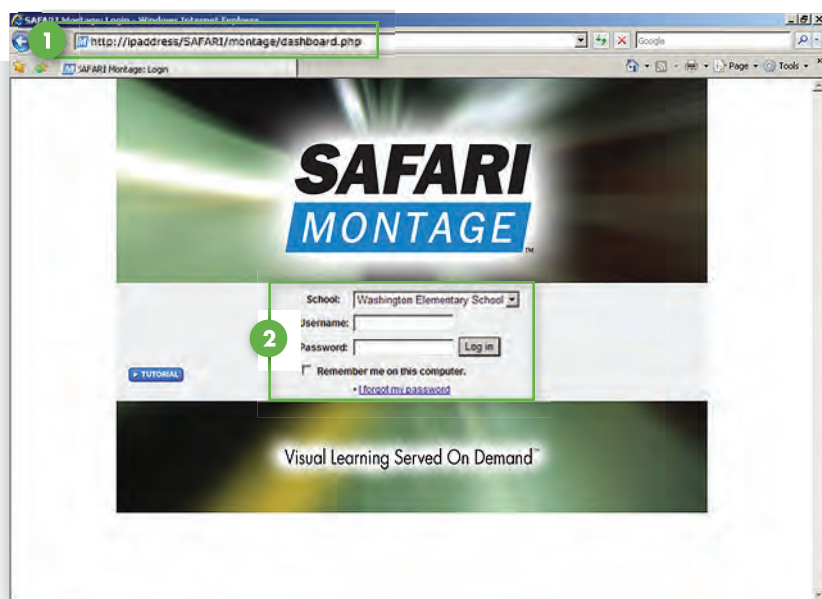 SAFARI Montage: Login - Windows Internet Explorer
1
http://ipaddress/SAFARI/montage/dashboard.php
Google
SAFARI Montage: Login
Page
Tools
SAFARI
MONTAGE™
School: Washington Elementary School
Username:
2
Password: Log in
Remember me on this computer.
TUTORIAL
• I forgot my password
Visual Learning Served On Demand™